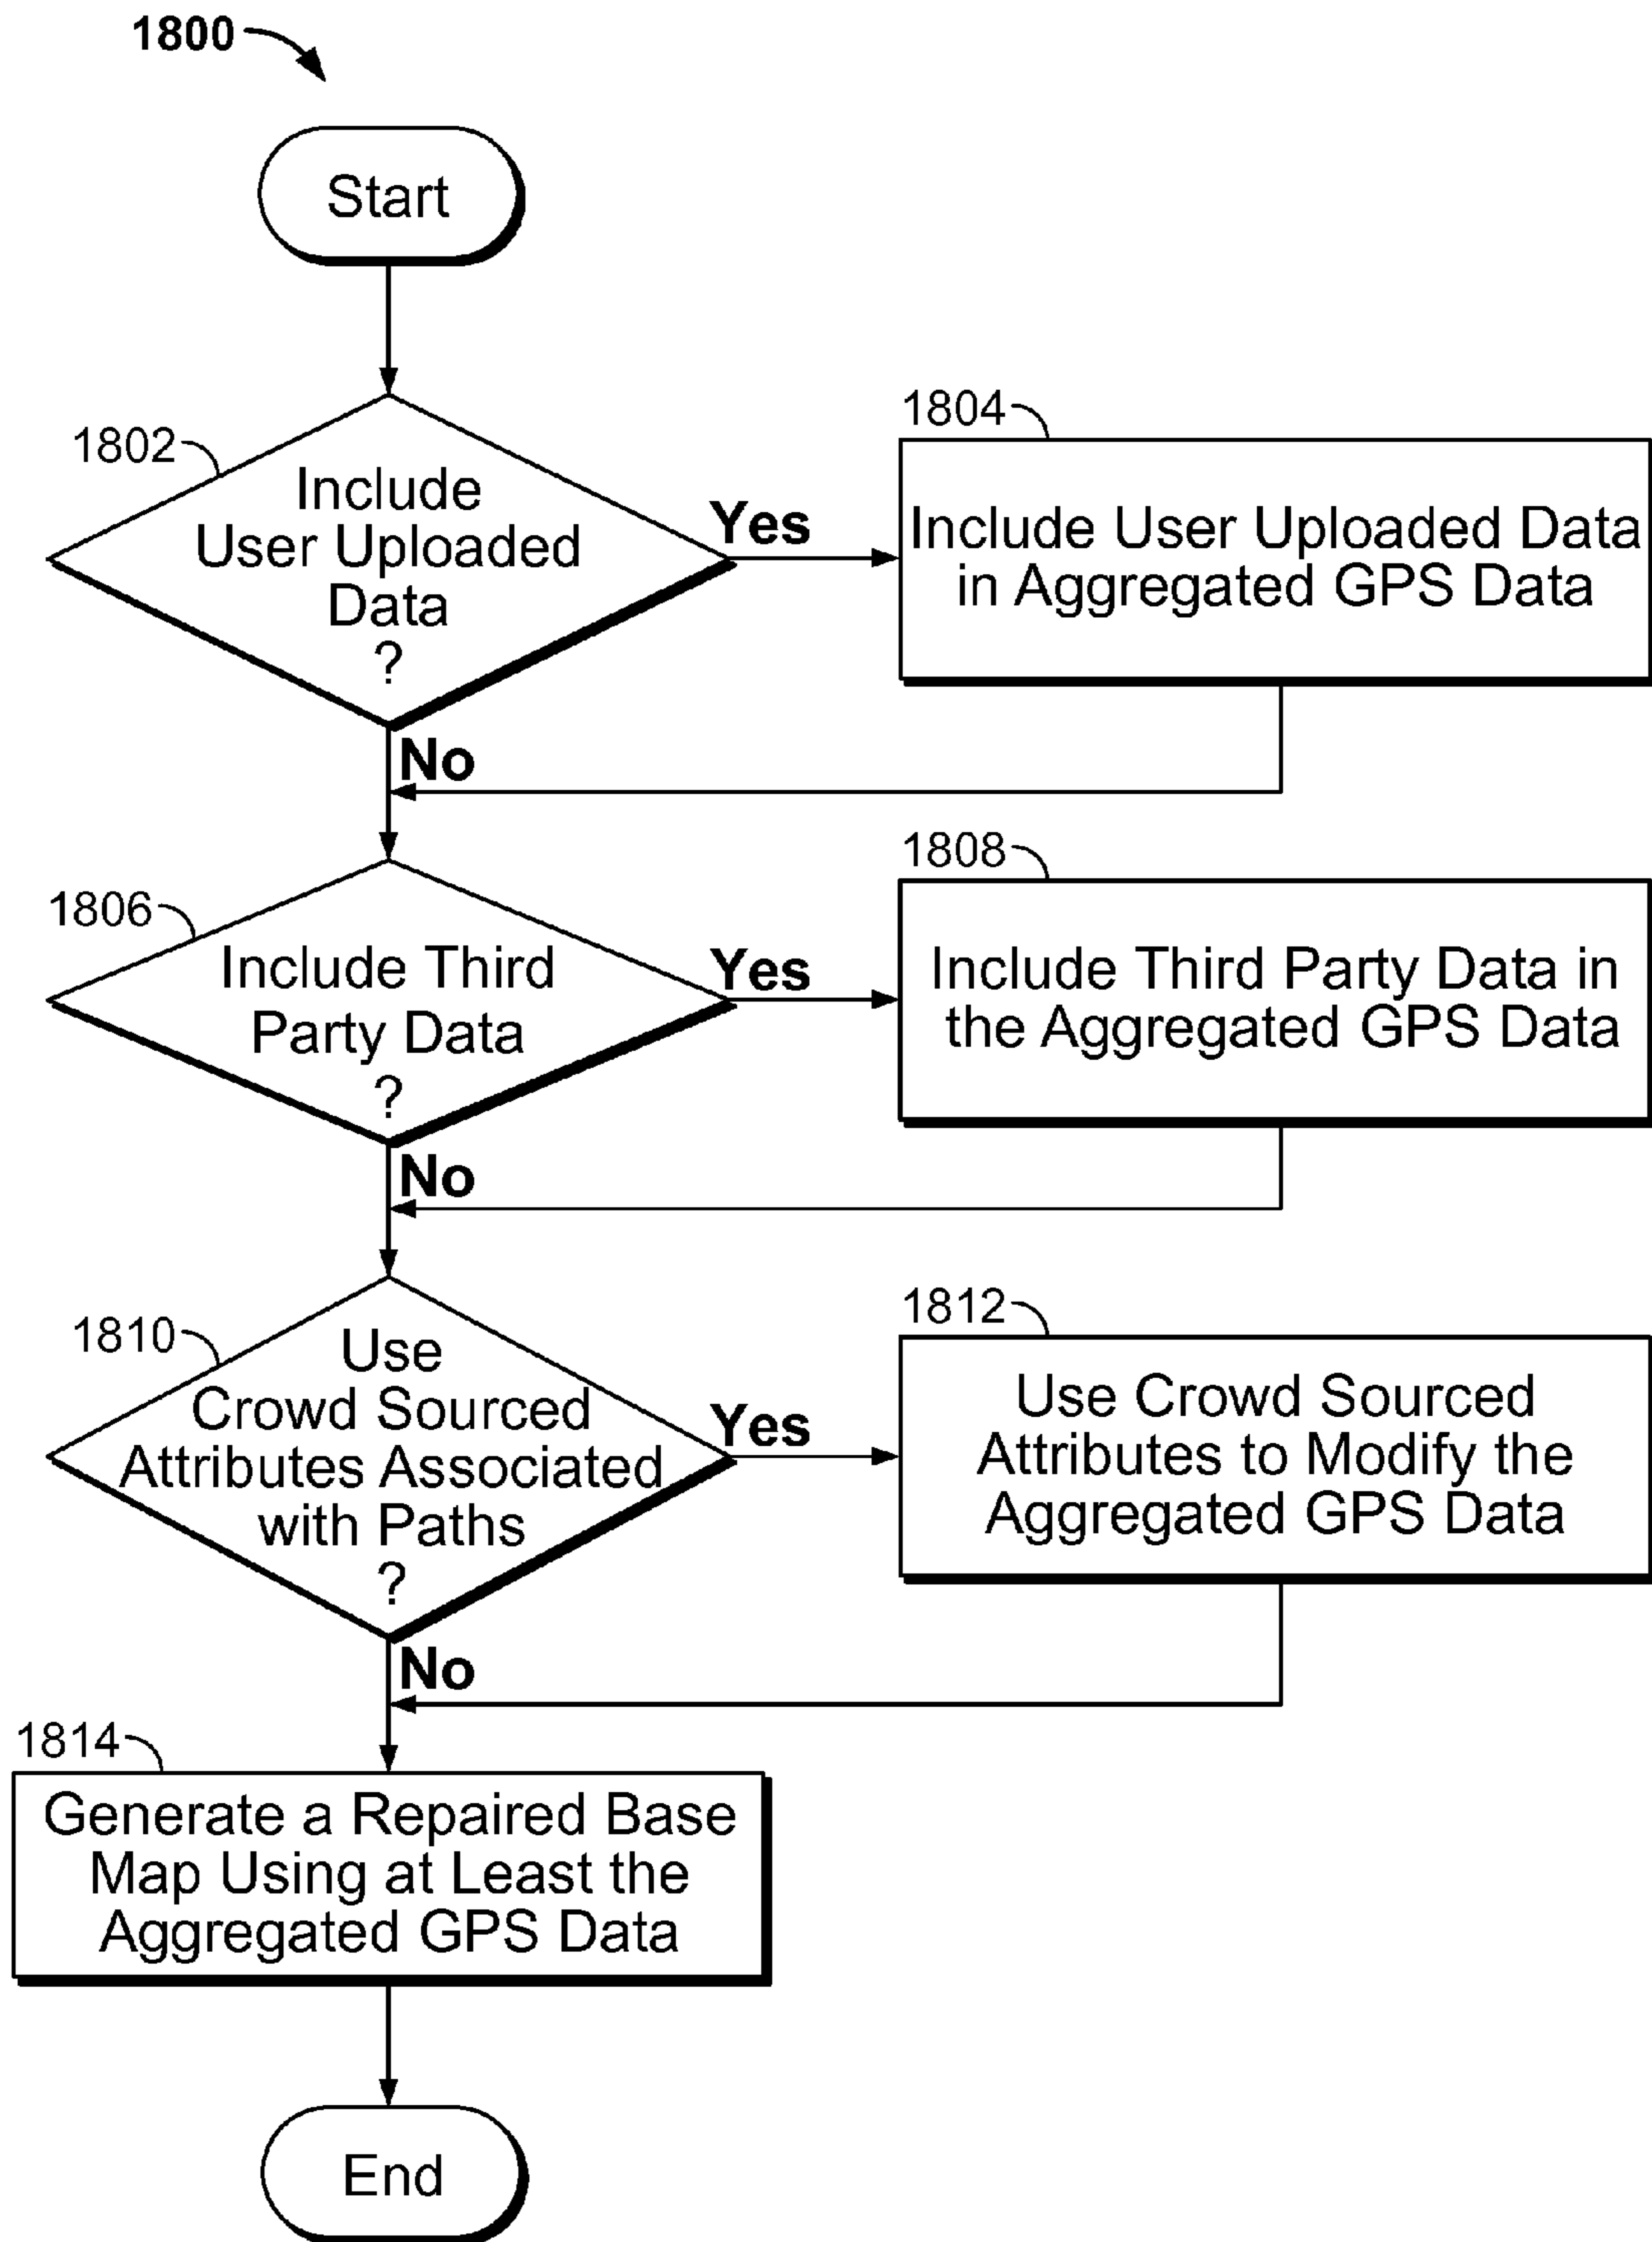 1800
Start
1802
Include
User Uploaded
Data
?
Yes
1804
Include User Uploaded Data
in Aggregated GPS Data
No
1806
Include Third
Party Data
?
Yes
1808
Include Third Party Data in
the Aggregated GPS Data
No
1810
Use
Crowd Sourced
Attributes Associated
with Paths
?
Yes
1812
Use Crowd Sourced
Attributes to Modify the
Aggregated GPS Data
No
1814
Generate a Repaired Base
Map Using at Least the
Aggregated GPS Data
End